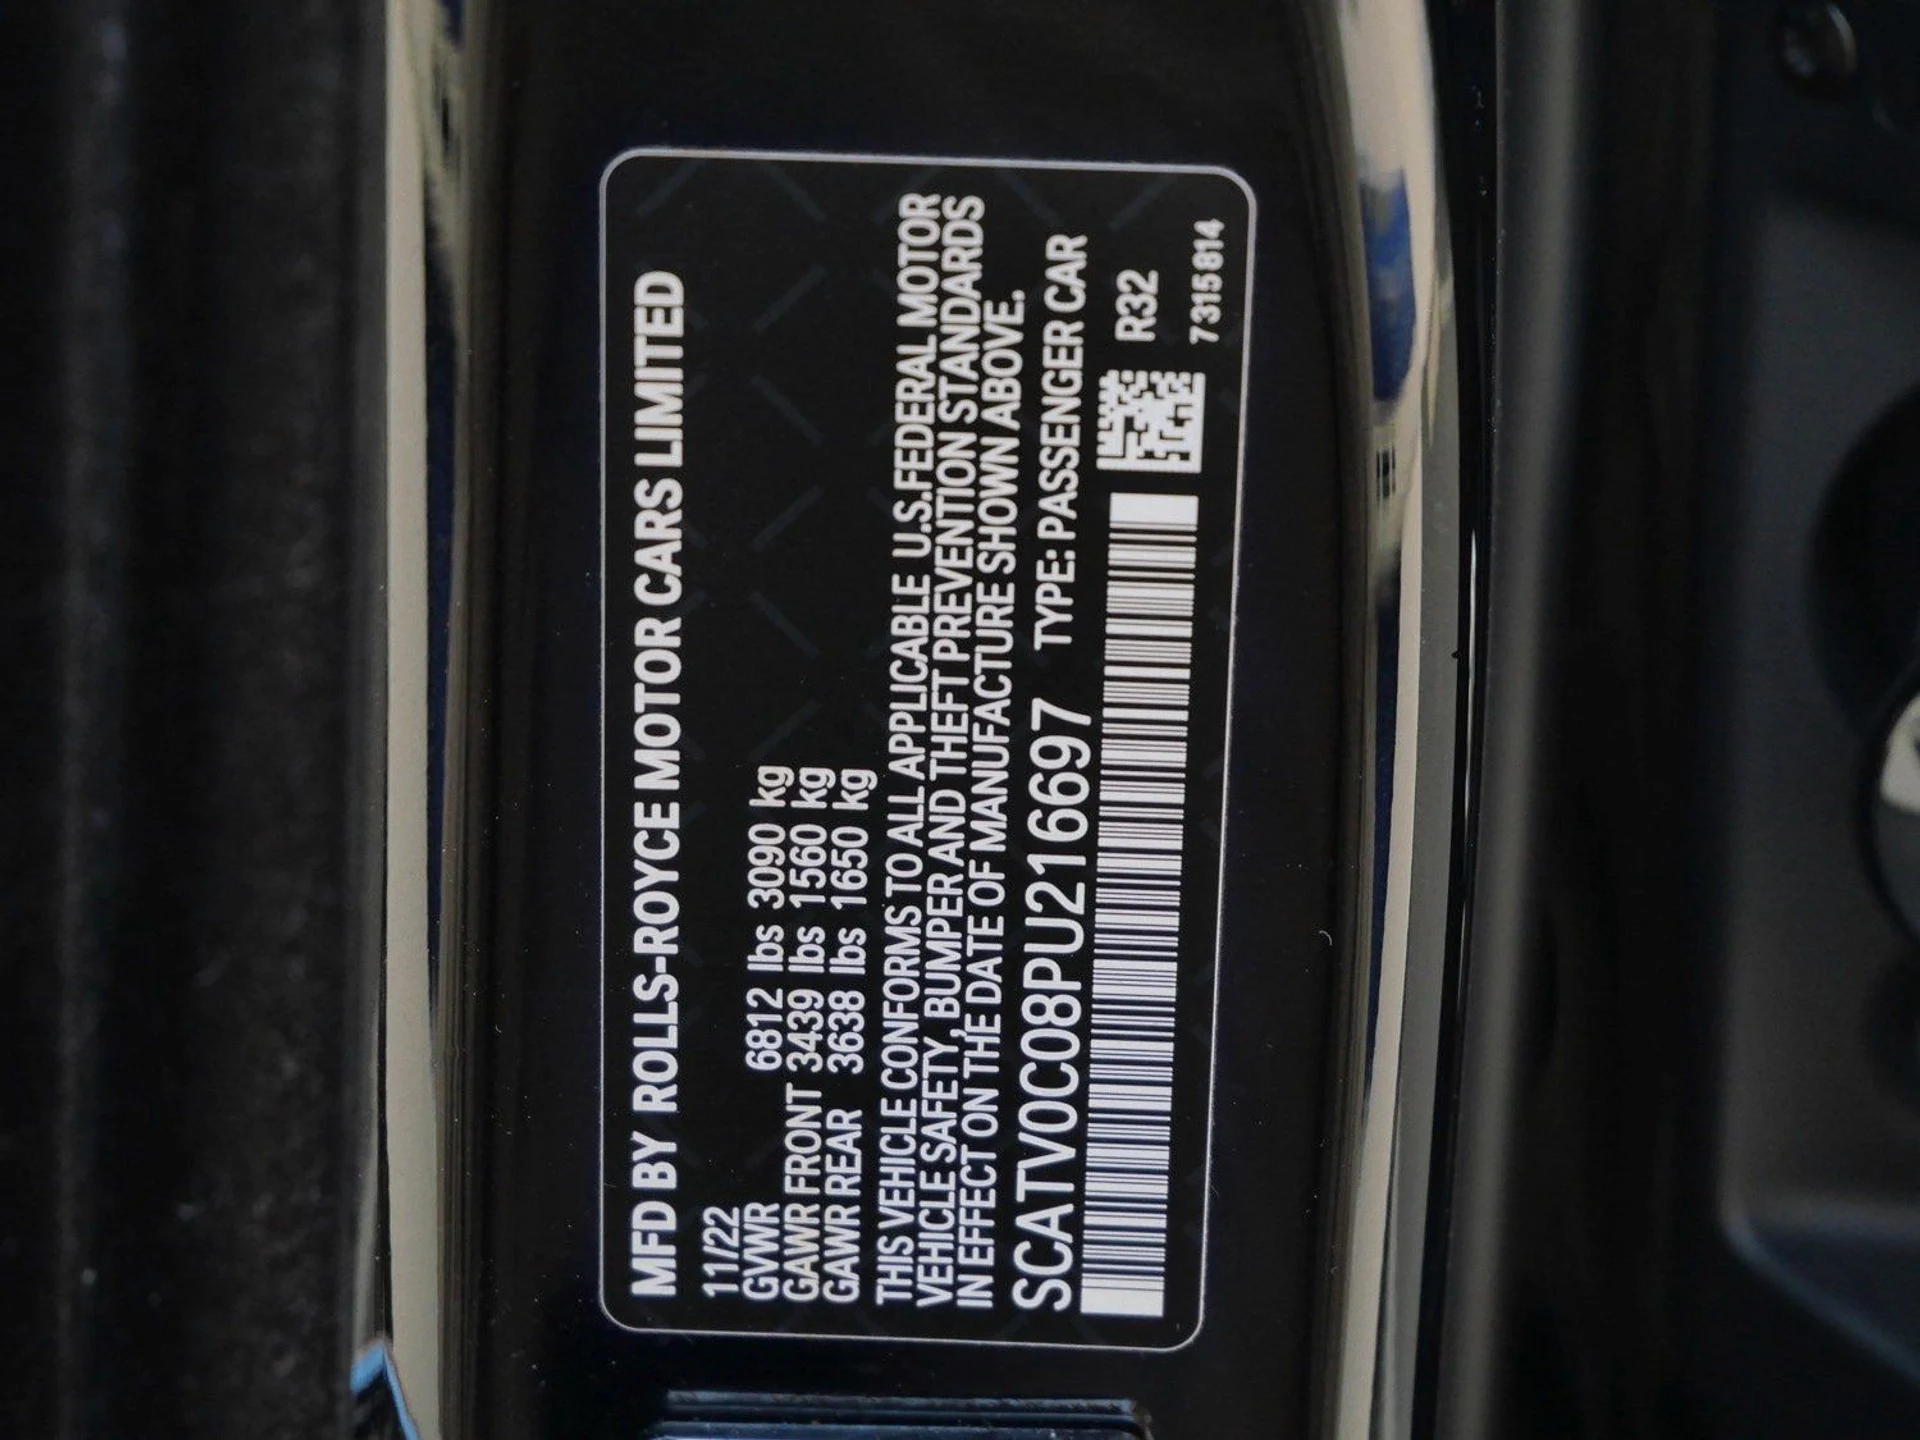 MFD BY ROLLS-ROYCE MOTOR CARS LIMITED
11/22
GVWR 6812 lbs 3090 kg
GAWR FRONT 3439 lbs 1560 kg
GAWR REAR 3638 lbs 1650 kg
THIS VEHICLE CONFORMS TO ALL APPLICABLE U.S.FEDERAL MOTOR
VEHICLE SAFETY, BUMPER AND THEFT PREVENTION STANDARDS
IN EFFECT ON THE DATE OF MANUFACTURE SHOWN ABOVE.
SCATV0C08PU216697 TYPE: PASSENGER CAR
R32
7315814